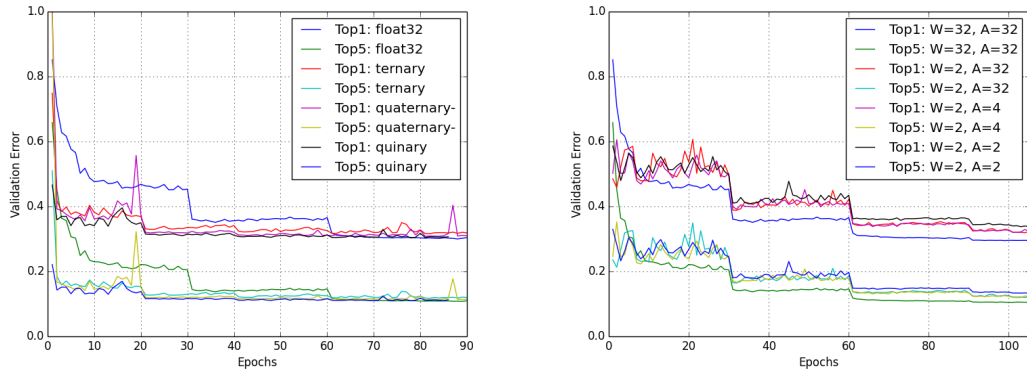 Validation Error
1.0
0.8
0.6
0.4
0.2
0.0
0 10 20 30 40 50 60 70 80 90
Epochs
Top1: float32
Top5: float32
Top1: ternary
Top5: ternary
Top1: quaternary-
Top5: quaternary-
Top1: quinary
Top5: quinary
Validation Error
1.0
0.8
0.6
0.4
0.2
0.0
0 20 40 60 80 100
Epochs
Top1: W=32, A=32
Top5: W=32, A=32
Top1: W=2, A=32
Top5: W=2, A=32
Top1: W=2, A=4
Top5: W=2, A=4
Top1: W=2, A=2
Top5: W=2, A=2